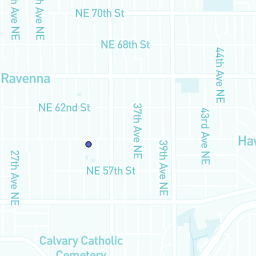 NE 70th St
NE 68th St
44th Ave NE
Ravenna
NE 62nd St
37th Ave NE
43rd Ave NE
39th Ave NE
27th Ave NE
NE 57th St
Calvary Catholic
Cemetery